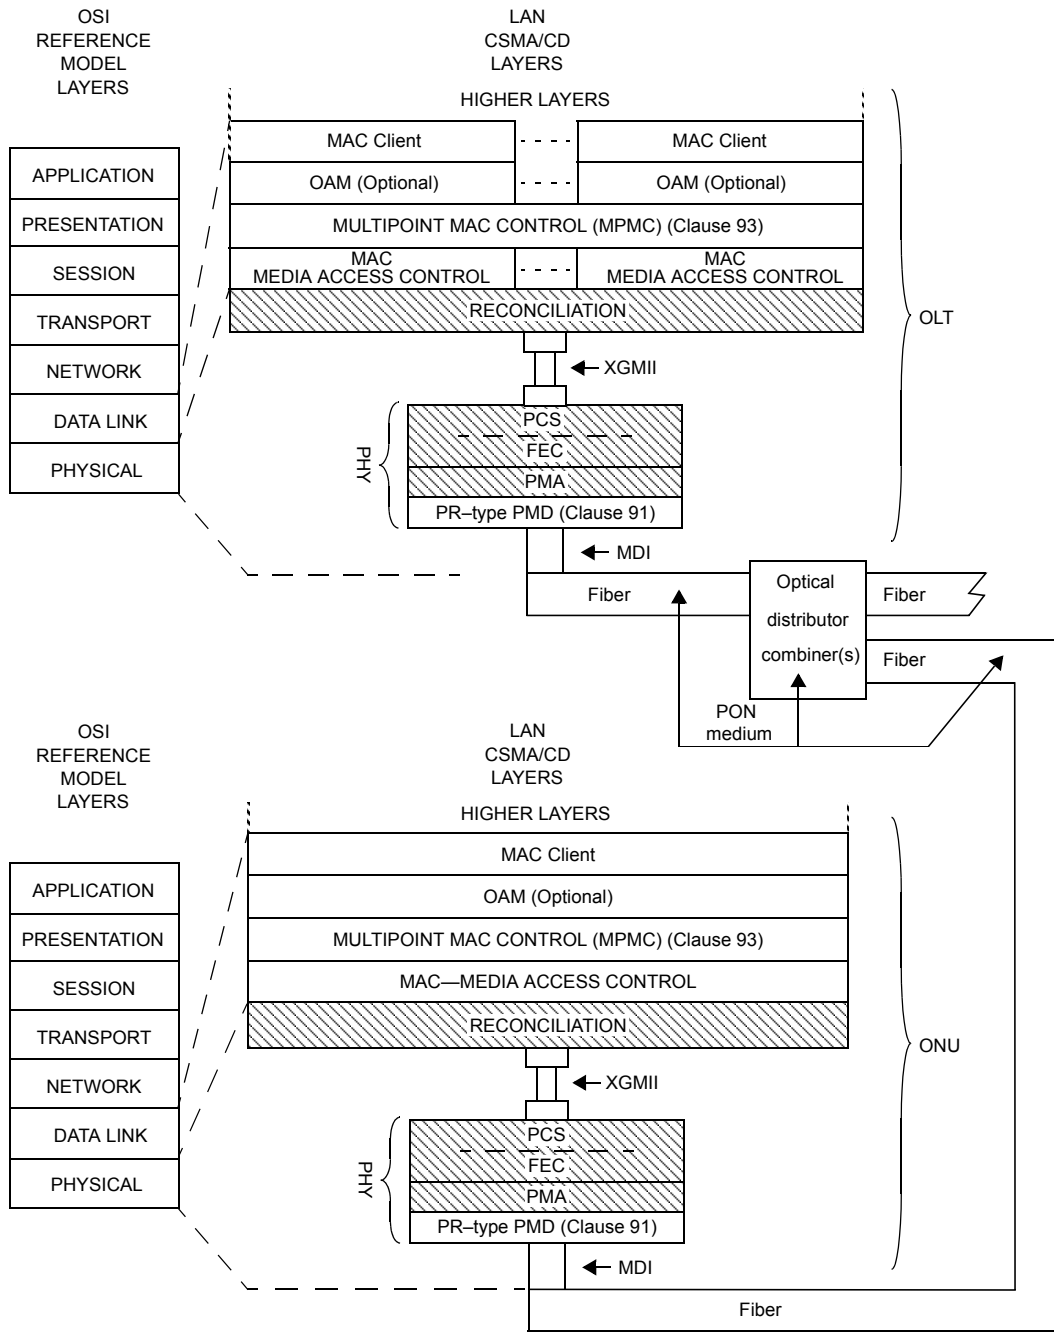 OSI
REFERENCE
MODEL
LAYERS
LAN
CSMA/CD
LAYERS
HIGHER LAYERS
MAC Client
MAC Client
OAM (Optional)
OAM (Optional)
MULTIPOINT MAC CONTROL (MPMC) (Clause 93)
MAC
MEDIA ACCESS CONTROL
MAC
MEDIA ACCESS CONTROL
RECONCILIATION
OLT
APPLICATION
PRESENTATION
SESSION
TRANSPORT
NETWORK
DATA LINK
PHYSICAL
XGMII
PHY
PCS
FEC
PMA
PR–type PMD (Clause 91)
MDI
Fiber
Optical
distributor
combiner(s)
Fiber
Fiber
PON
medium
OSI
REFERENCE
MODEL
LAYERS
LAN
CSMA/CD
LAYERS
HIGHER LAYERS
MAC Client
OAM (Optional)
MULTIPOINT MAC CONTROL (MPMC) (Clause 93)
MAC—MEDIA ACCESS CONTROL
RECONCILIATION
ONU
APPLICATION
PRESENTATION
SESSION
TRANSPORT
NETWORK
DATA LINK
PHYSICAL
XGMII
PHY
PCS
FEC
PMA
PR–type PMD (Clause 91)
MDI
Fiber